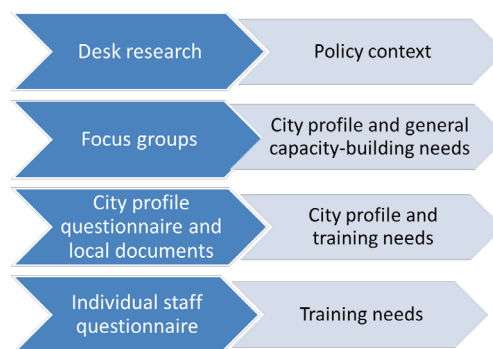 Desk research
Policy context
Focus groups
City profile and general
capacity-building needs
City profile
questionnaire and
local documents
City profile and
training needs
Individual staff
questionnaire
Training needs